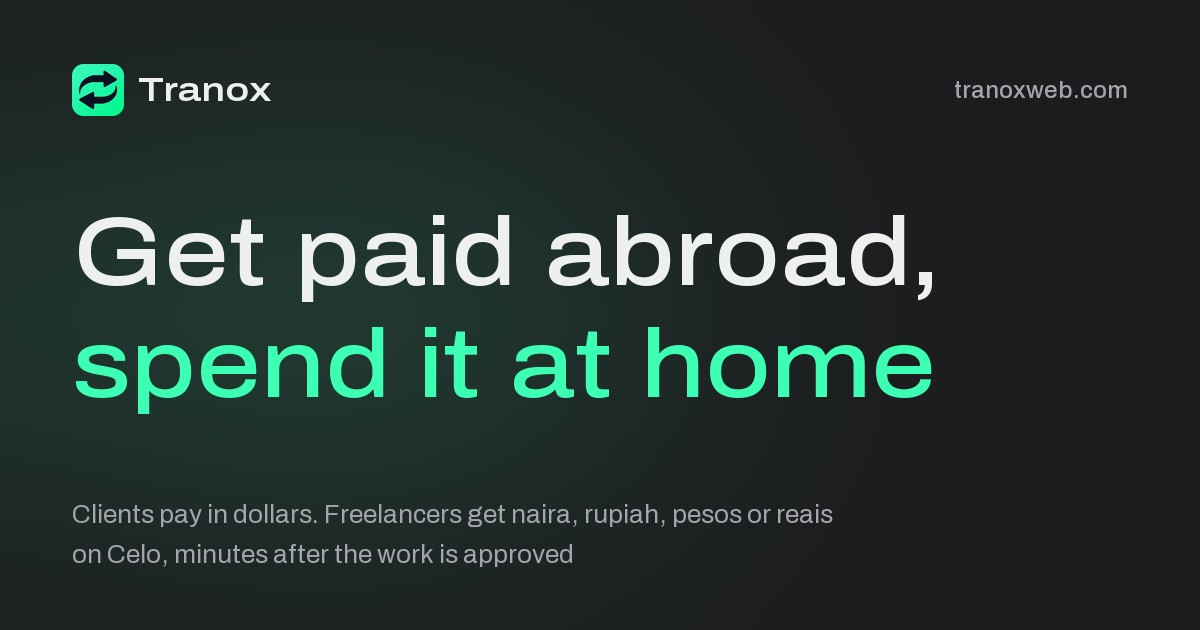 Tranox
tranoxweb.com
Get paid abroad,
spend it at home
Clients pay in dollars. Freelancers get naira, rupiah, pesos or reais
on Celo, minutes after the work is approved